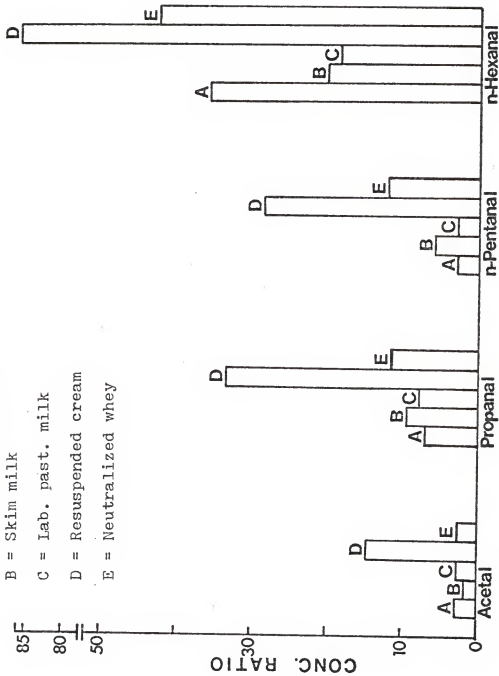 B = Skim milk
C = Lab. past. milk
D = Resuspended cream
E = Neutralized whey
85
80
50
30
10
0
CONC. RATIO
A
B
C
D
E
Acetal
A
B
C
D
E
Propanal
A
B
C
D
E
n-Pentanal
A
B
C
D
E
n-Hexanal